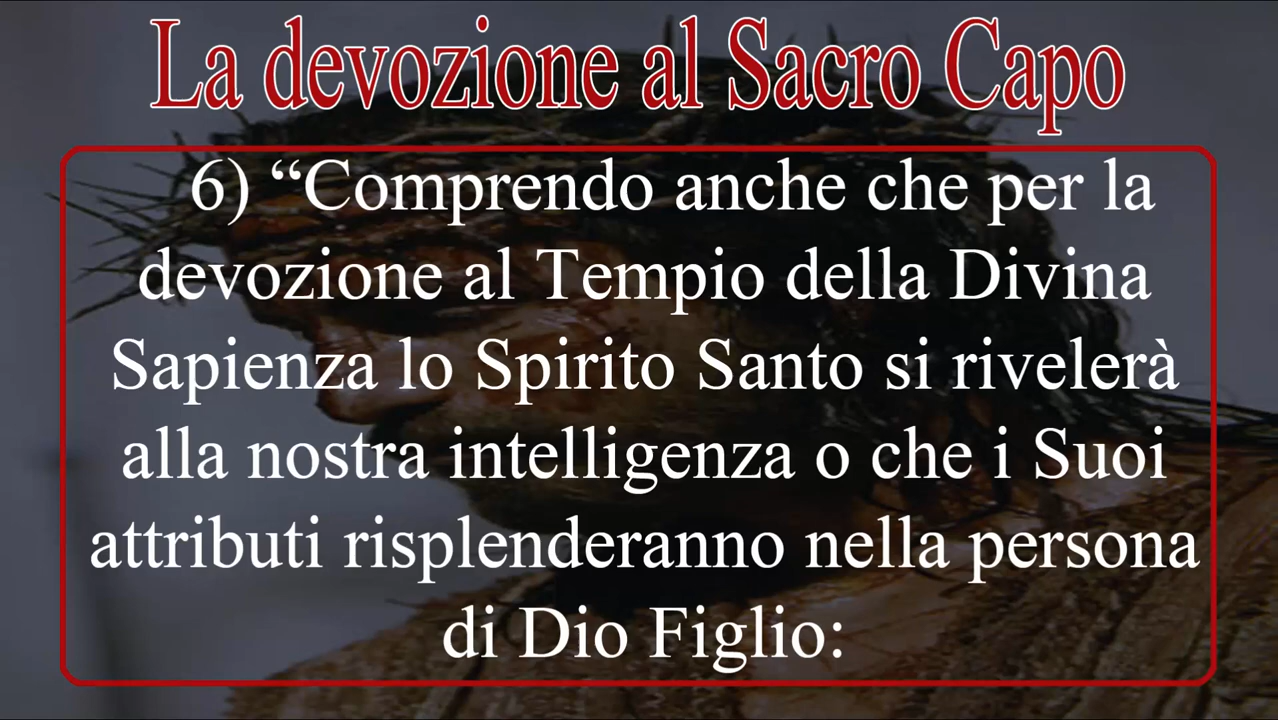 La devozione al Sacro Capo
6) “Comprendo anche che per la
devozione al Tempio della Divina
Sapienza lo Spirito Santo si rivelerà
alla nostra intelligenza o che i Suoi
attributi risplenderanno nella persona
di Dio Figlio: